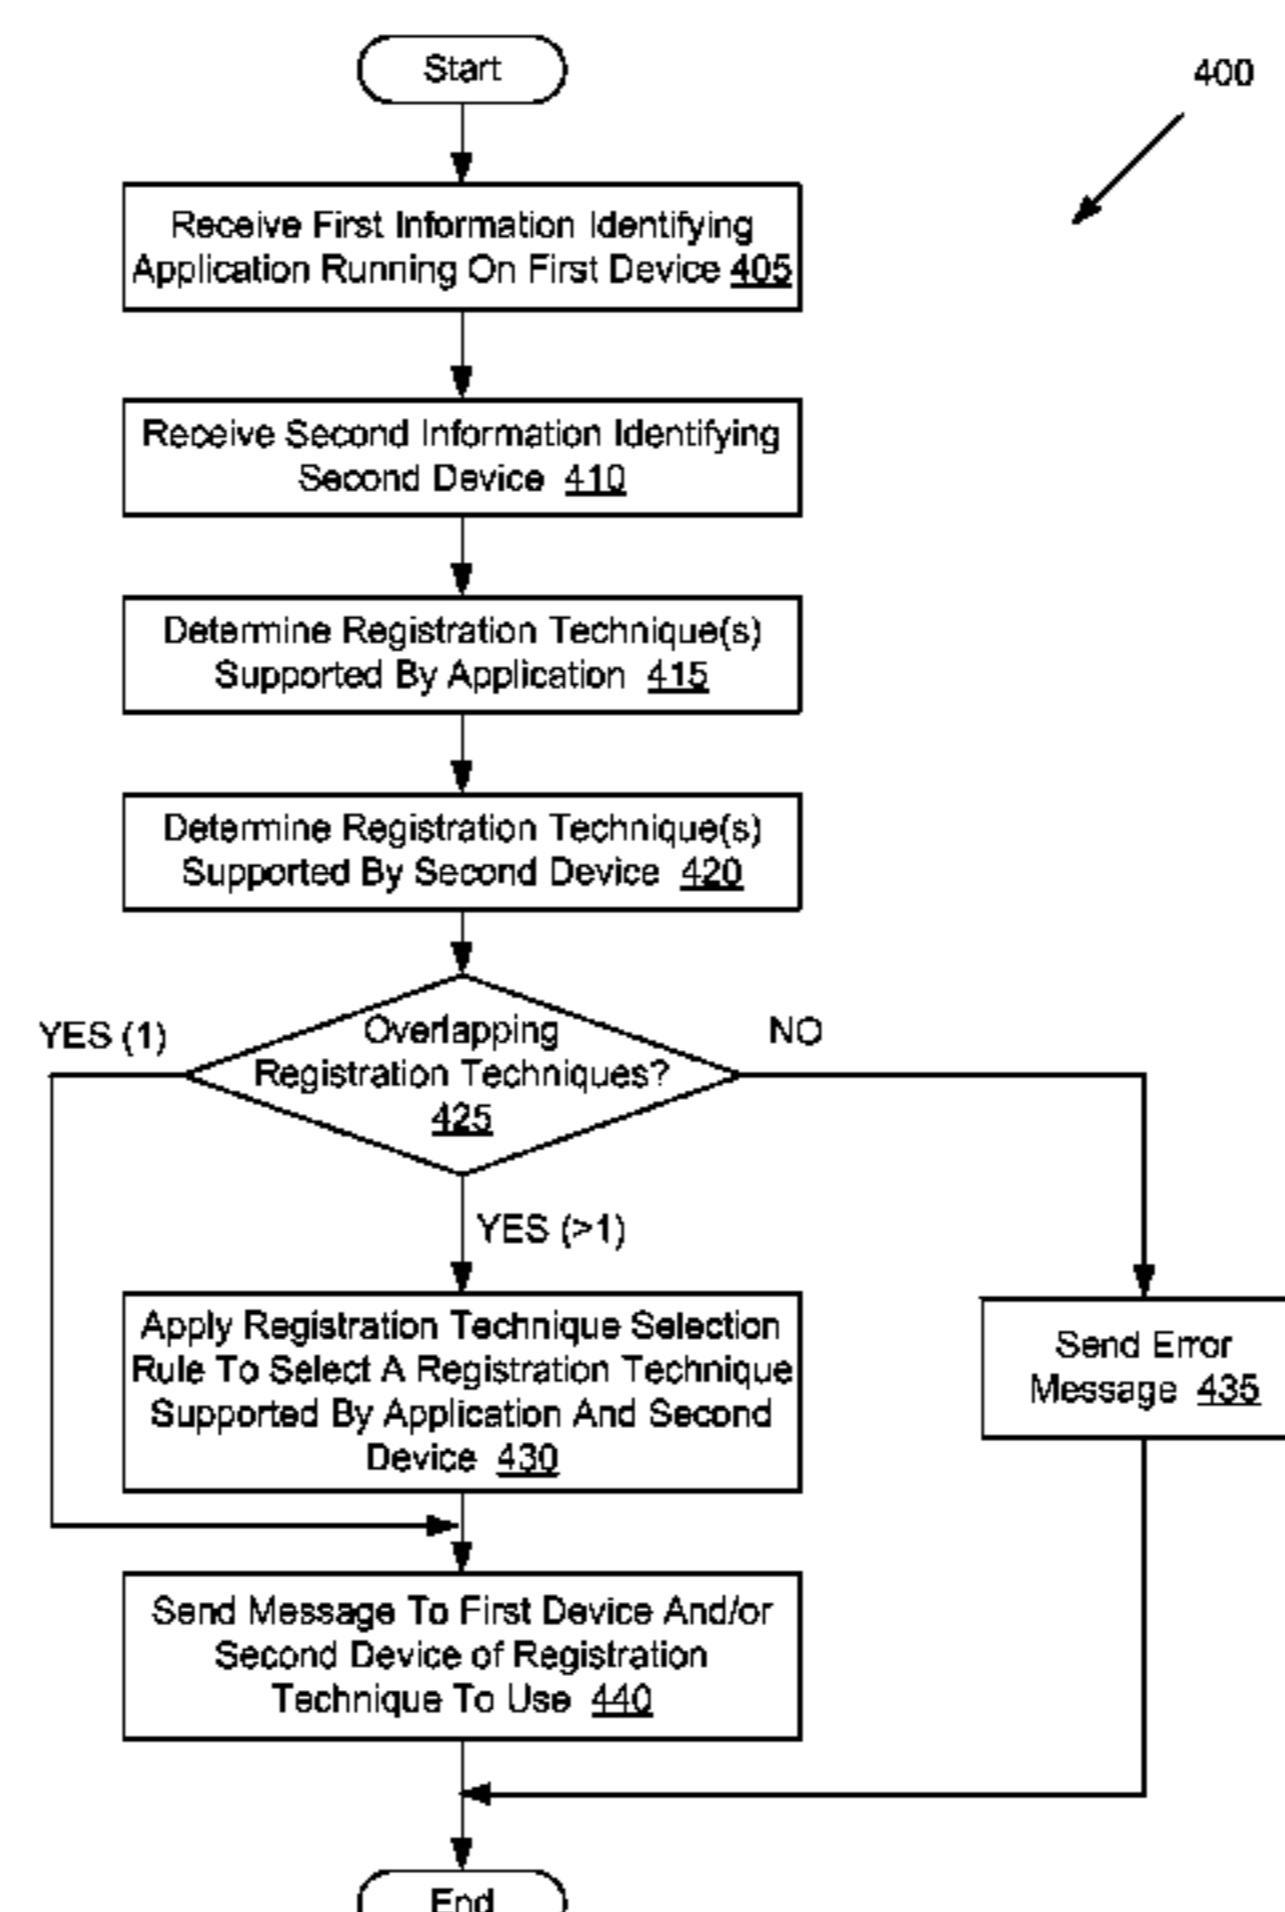 Start
400
Receive First Information Identifying
Application Running On First Device 405
Receive Second Information Identifying
Second Device 410
Determine Registration Technique(s)
Supported By Application 415
Determine Registration Technique(s)
Supported By Second Device 420
YES (1)
Overlapping
Registration Techniques?
425
NO
YES (>1)
Apply Registration Technique Selection
Rule To Select A Registration Technique
Supported By Application And Second
Device 430
Send Error
Message 435
Send Message To First Device And/or
Second Device of Registration
Technique To Use 440
End